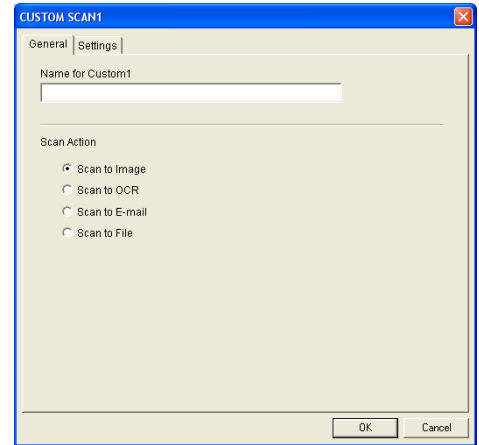 CUSTOM SCAN1
General Settings
Name for Custom1
Scan Action
Scan to Image
Scan to OCR
Scan to E-mail
Scan to File
OK Cancel